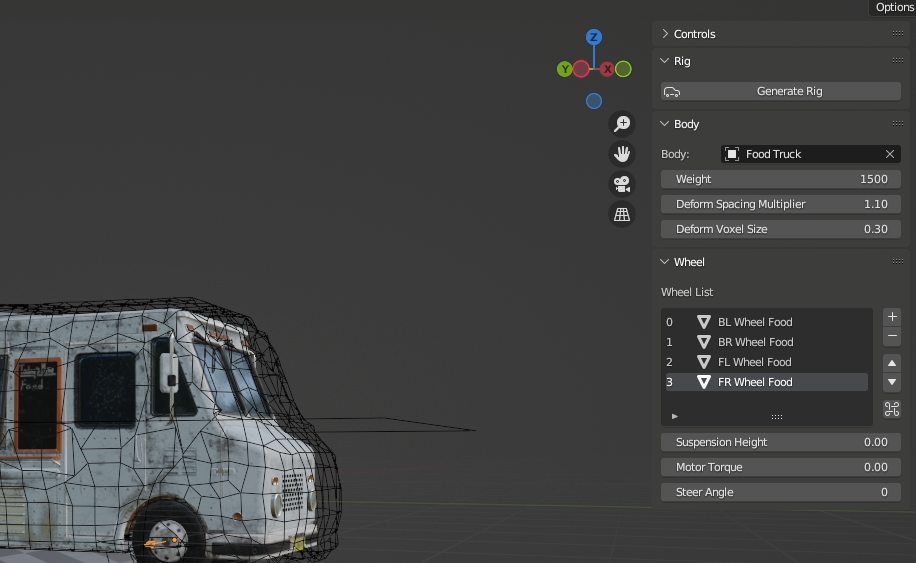 Options
Z
Y
X
Controls
Rig
Generate Rig
Body
Body: Food Truck
Weight 1500
Deform Spacing Multiplier 1.10
Deform Voxel Size 0.30
Wheel
Wheel List
0 BL Wheel Food
1 BR Wheel Food
2 FL Wheel Food
3 FR Wheel Food
Suspension Height 0.00
Motor Torque 0.00
Steer Angle 0